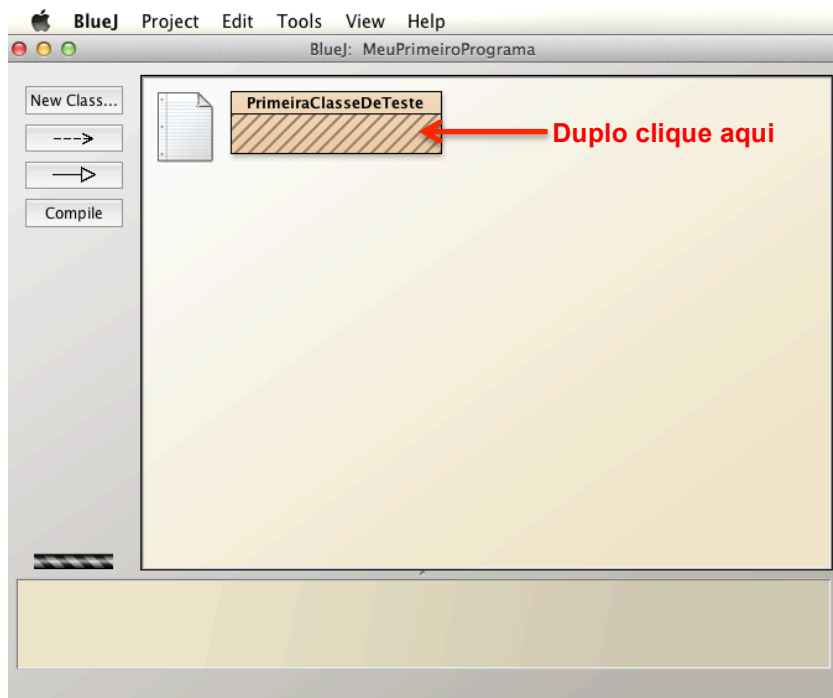 BlueJ Project Edit Tools View Help
BlueJ: MeuPrimeiroPrograma
New Class...
PrimeiraClasseDeTeste
Duplo clique aqui
Compile